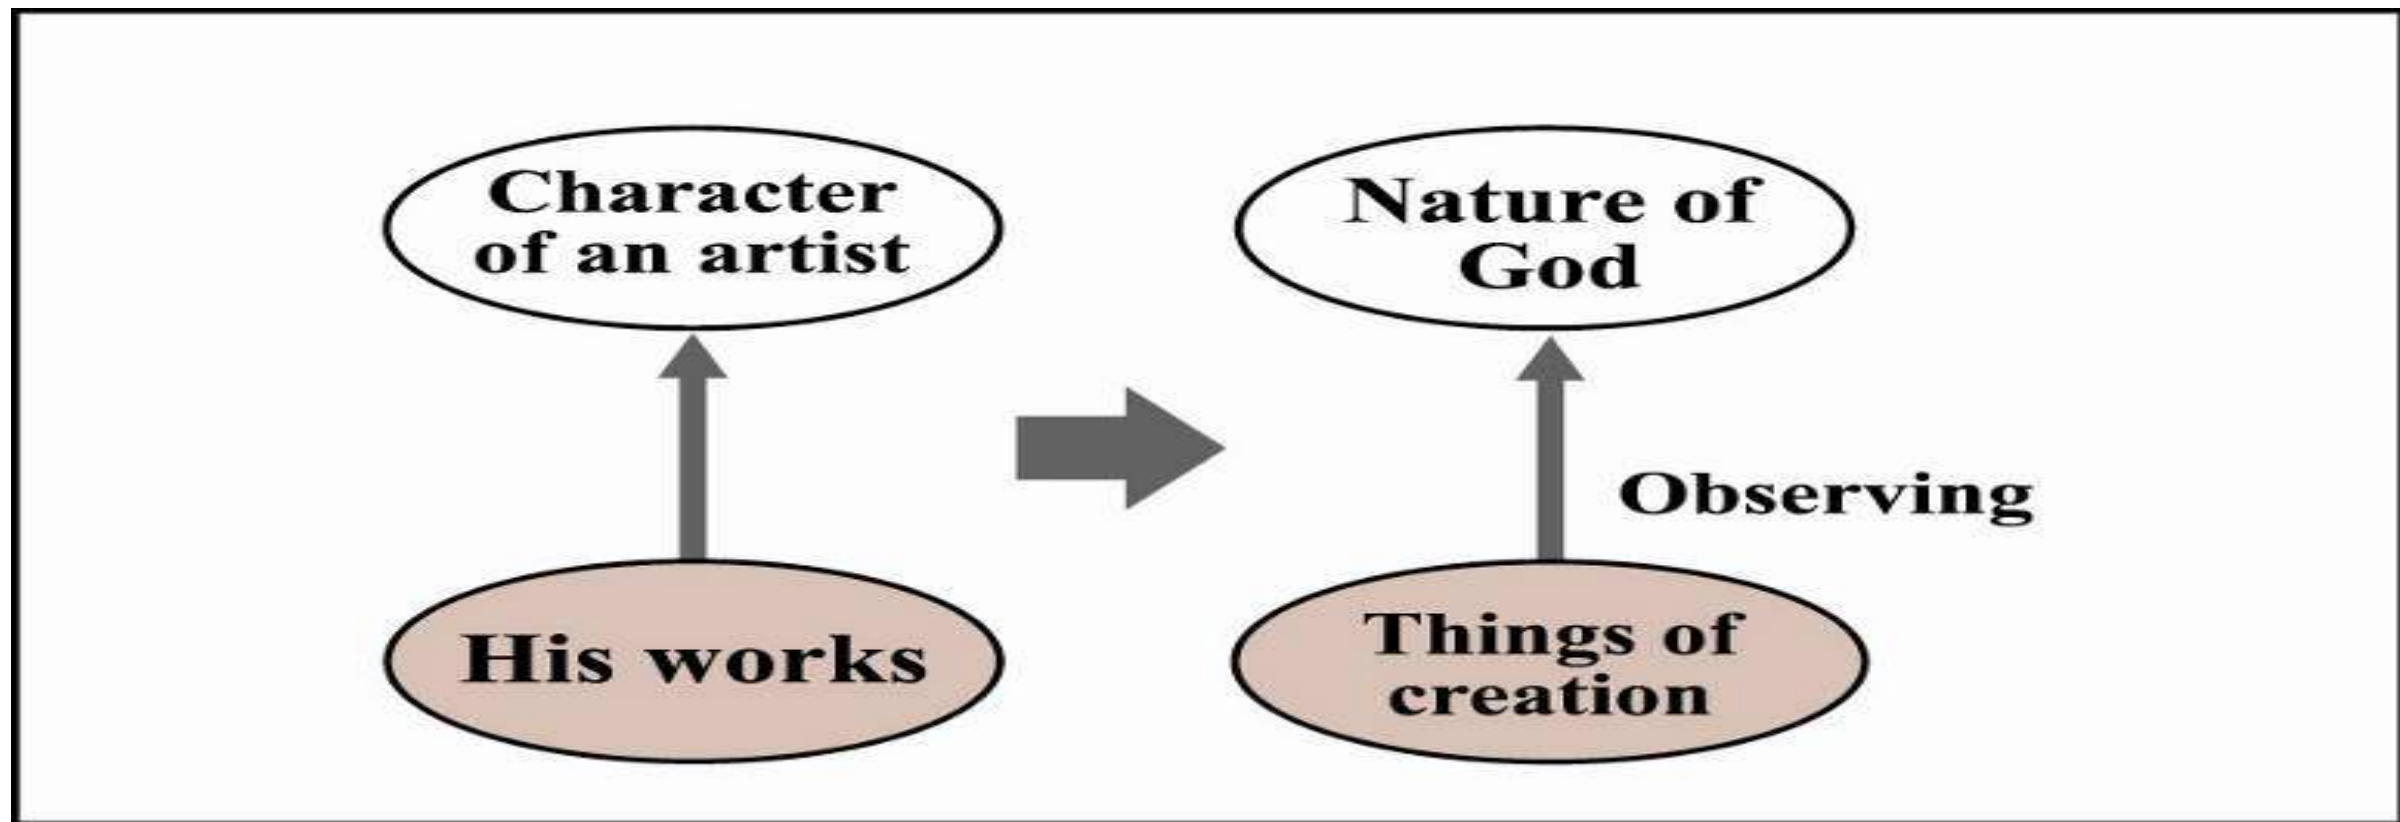 Character
of an artist
Nature of
God
Observing
His works
Things of
creation